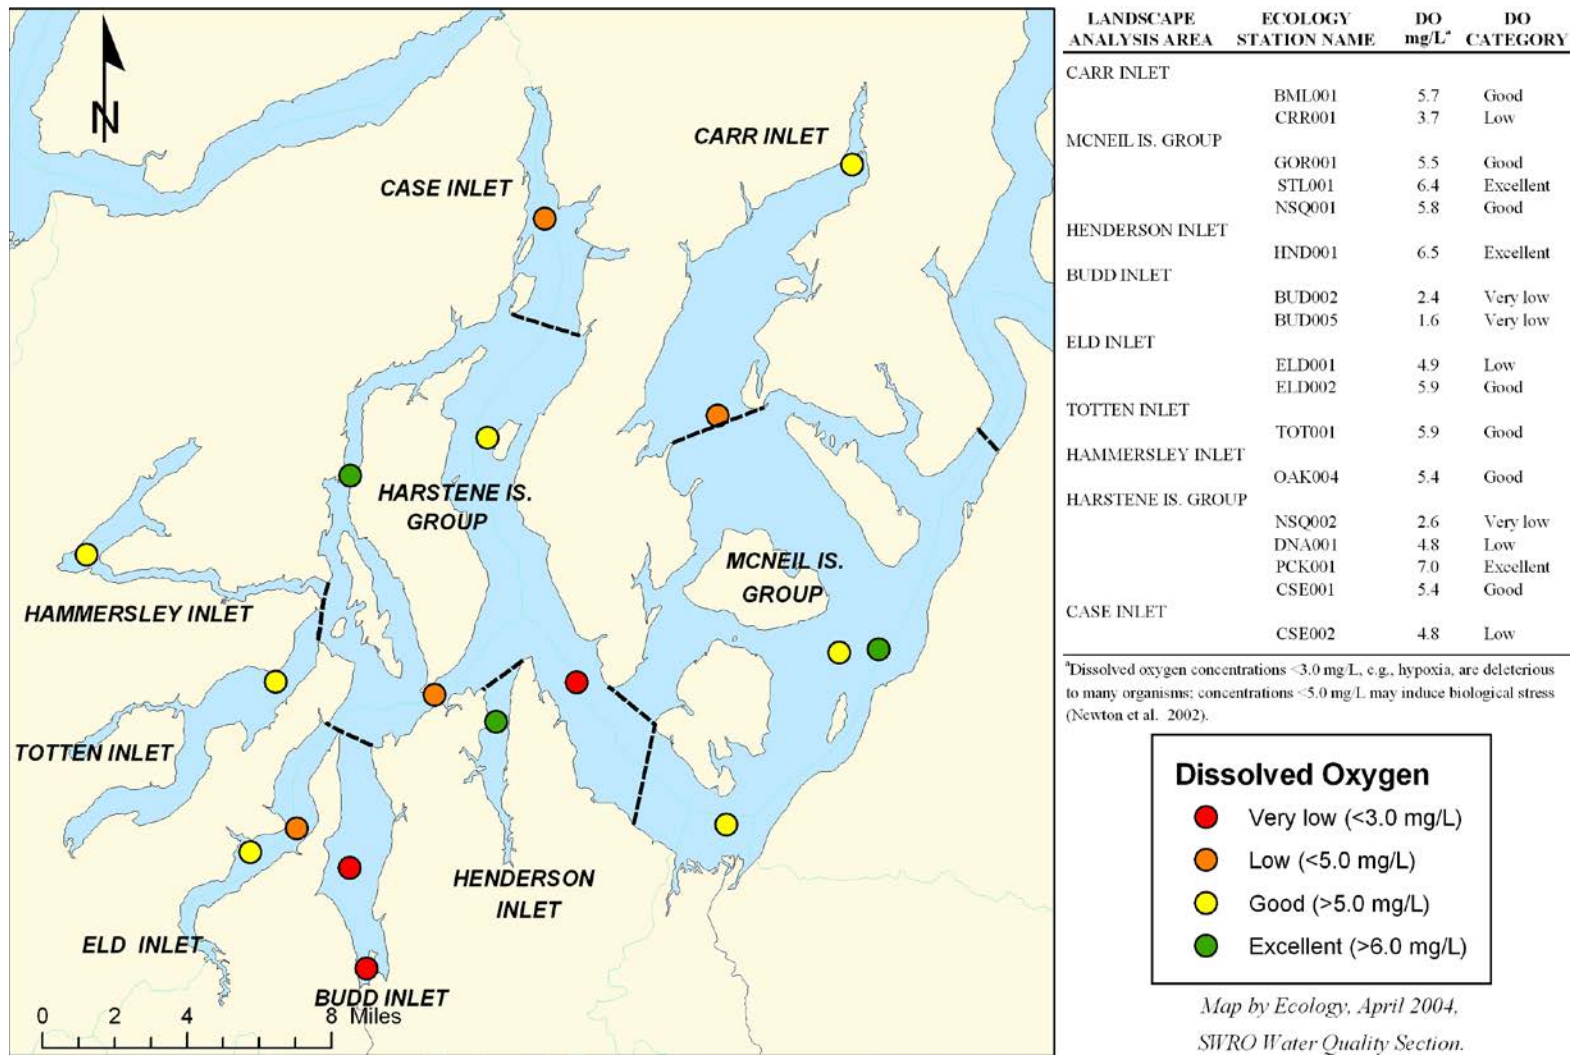 N
CARR INLET
CASE INLET
HARSTENE IS.
GROUP
MCNEIL IS.
GROUP
HAMMERSLEY INLET
TOTTEN INLET
HENDERSON
INLET
ELD INLET
BUDD INLET
0 2 4 8 Miles
LANDSCAPE ECOLOGY DO DO
ANALYSIS AREA STATION NAME mg/Lᵃ CATEGORY
CARR INLET
BML001 5.7 Good
CRR001 3.7 Low
MCNEIL IS. GROUP
GOR001 5.5 Good
STL001 6.4 Excellent
NSQ001 5.8 Good
HENDERSON INLET
HND001 6.5 Excellent
BUDD INLET
BUD002 2.4 Very low
BUD005 1.6 Very low
ELD INLET
ELD001 4.9 Low
ELD002 5.9 Good
TOTTEN INLET
TOT001 5.9 Good
HAMMERSLEY INLET
OAK004 5.4 Good
HARSTENE IS. GROUP
NSQ002 2.6 Very low
DNA001 4.8 Low
PCK001 7.0 Excellent
CSE001 5.4 Good
CASE INLET
CSE002 4.8 Low
ᵃDissolved oxygen concentrations <3.0 mg/L, e.g., hypoxia, are deleterious
to many organisms; concentrations <5.0 mg/L may induce biological stress
(Newton et al. 2002).
Dissolved Oxygen
Very low (<3.0 mg/L)
Low (<5.0 mg/L)
Good (>5.0 mg/L)
Excellent (>6.0 mg/L)
Map by Ecology, April 2004,
SWRO Water Quality Section.